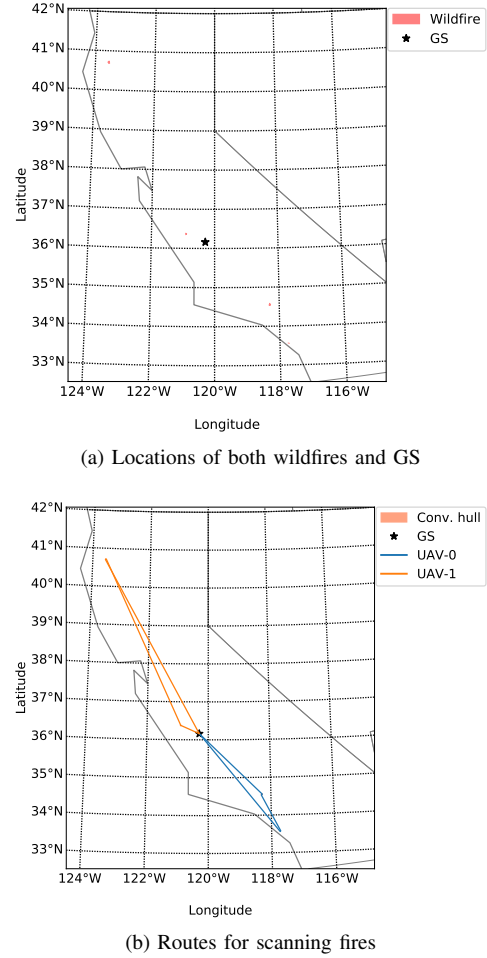 42°N
41°N
40°N
39°N
38°N
37°N
36°N
35°N
34°N
33°N
Latitude
124°W 122°W 120°W 118°W 116°W
Longitude
Wildfire
GS
(a) Locations of both wildfires and GS
42°N
41°N
40°N
39°N
38°N
37°N
36°N
35°N
34°N
33°N
Latitude
124°W 122°W 120°W 118°W 116°W
Longitude
Conv. hull
GS
UAV-0
UAV-1
(b) Routes for scanning fires